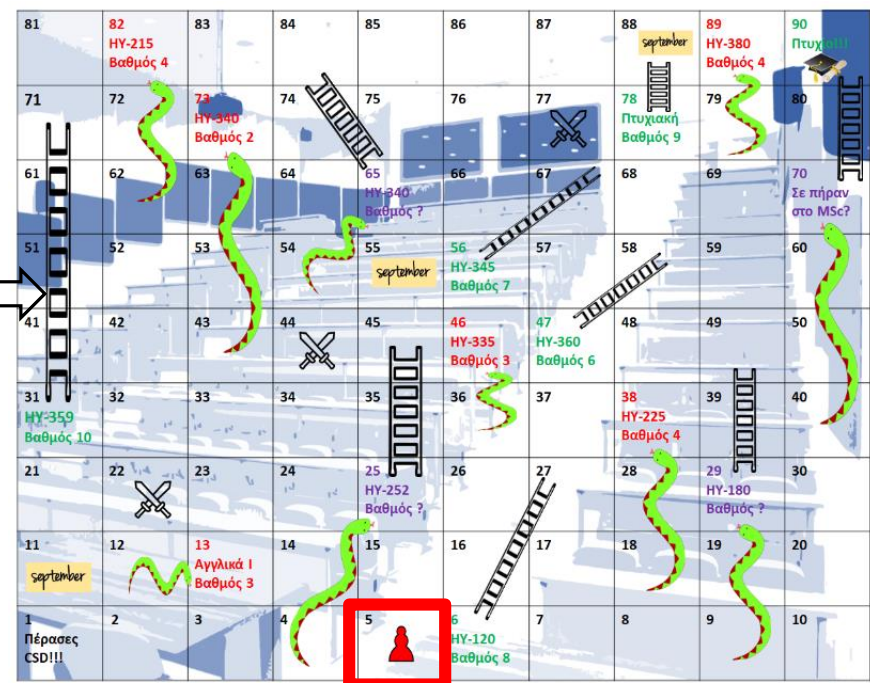 81 82 83 84 85 86 87 88 89 90
HY-215 september HY-380 Πτυχίο!!!
Βαθμός 4 Βαθμός 4
71 72 73 74 75 76 77 78 79 80
HY-340 Πτυχιακή
Βαθμός 2 Βαθμός 9
61 62 63 64 65 66 67 68 69 70
HY-340 Σε πήραν
Βαθμός ? στο MSc?
51 52 53 54 55 56 57 58 59 60
september HY-345
Βαθμός 7
41 42 43 44 45 46 47 48 49 50
HY-335 HY-360
Βαθμός 3 Βαθμός 6
31 32 33 34 35 36 37 38 39 40
HY-359 HY-225
Βαθμός 10 Βαθμός 4
21 22 23 24 25 26 27 28 29 30
HY-252 HY-180
Βαθμός ? Βαθμός ?
11 12 13 14 15 16 17 18 19 20
september Αγγλικά Ι
Βαθμός 3
1 2 3 4 5 6 7 8 9 10
Πέρασες HY-120
CSD!!! Βαθμός 8